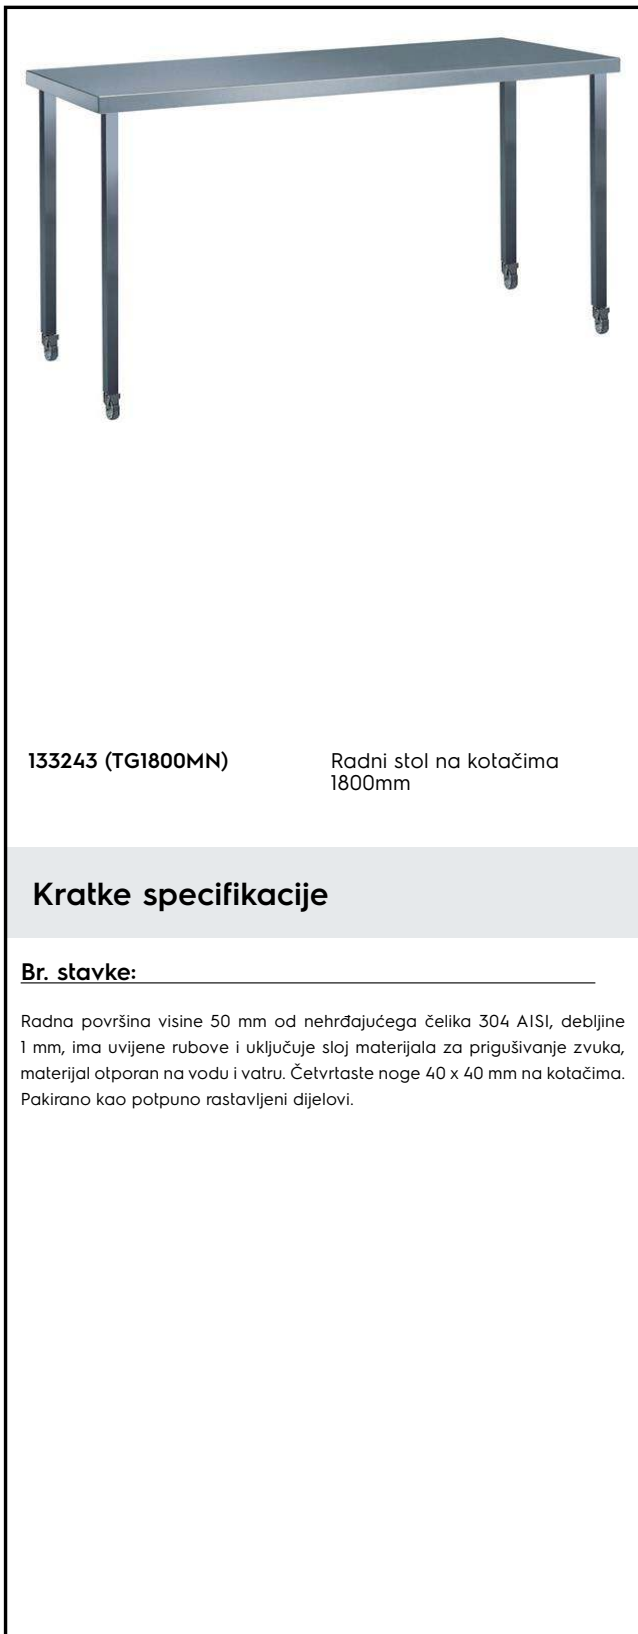 133243 (TG1800MN)
Radni stol na kotačima
1800mm
Kratke specifikacije
Br. stavke:
Radna površina visine 50 mm od nehrđajućega čelika 304 AISI, debljine
1 mm, ima uvijene rubove i uključuje sloj materijala za prigušivanje zvuka,
materijal otporan na vodu i vatru. Četvrtaste noge 40 x 40 mm na kotačima.
Pakirano kao potpuno rastavljeni dijelovi.